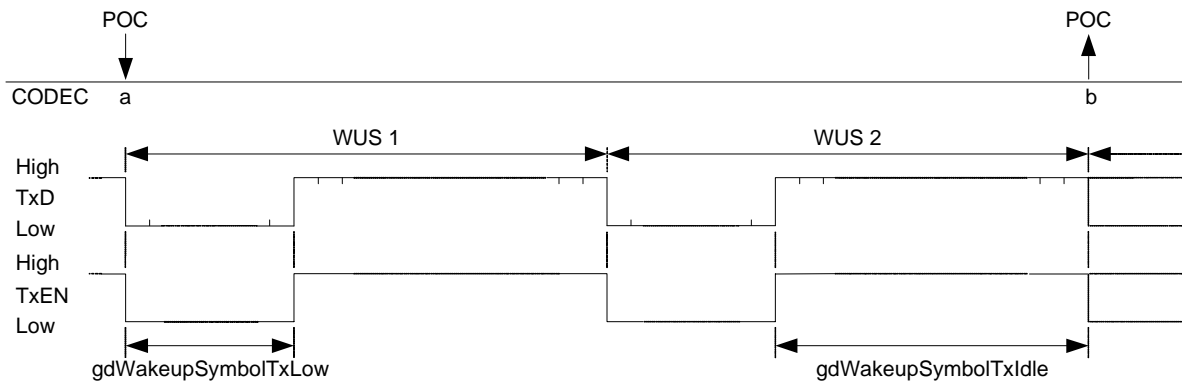 POC POC
CODEC a b
WUS 1 WUS 2
High
TxD
Low
High
TxEN
Low
gdWakeupSymbolTxLow gdWakeupSymbolTxIdle